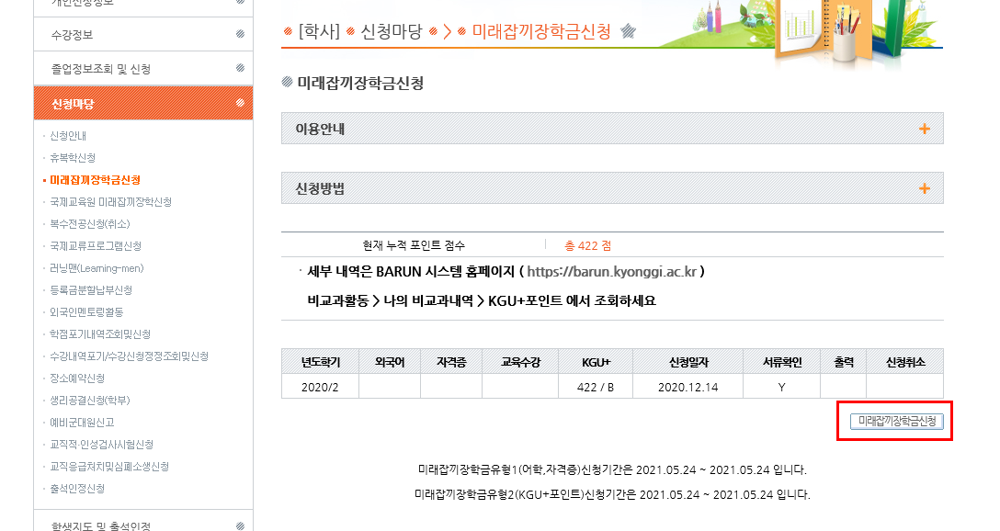 개인신상정보
수강정보
졸업정보조회 및 신청
신청마당
신청안내
휴복학신청
미래잡끼장학금신청
국제교육원 미래잡끼장학신청
복수전공신청(취소)
국제교류프로그램신청
러닝맨(Learning-men)
등록금분할납부신청
외국인멘토링활동
학점포기내역조회및신청
수강내역포기/수강신청정정조회및신청
장소예약신청
생리공결신청(학부)
예비군대원신고
교직적·인성검사시험신청
교직응급처치및심폐소생신청
출석인정신청
학생지도 및 출석인정
[학사] 신청마당 > 미래잡끼장학금신청
미래잡끼장학금신청
이용안내 +
신청방법 +
현재 누적 포인트 점수 총 422 점
· 세부 내역은 BARUN 시스템 홈페이지 ( https://barun.kyonggi.ac.kr )
비교과활동 > 나의 비교과내역 > KGU+포인트 에서 조회하세요
년도학기 외국어 자격증 교육수강 KGU+ 신청일자 서류확인 출력 신청취소
2020/2 422 / B 2020.12.14 Y
미래잡끼장학금신청
미래잡끼장학금유형1(어학,자격증)신청기간은 2021.05.24 ~ 2021.05.24 입니다.
미래잡끼장학금유형2(KGU+포인트)신청기간은 2021.05.24 ~ 2021.05.24 입니다.